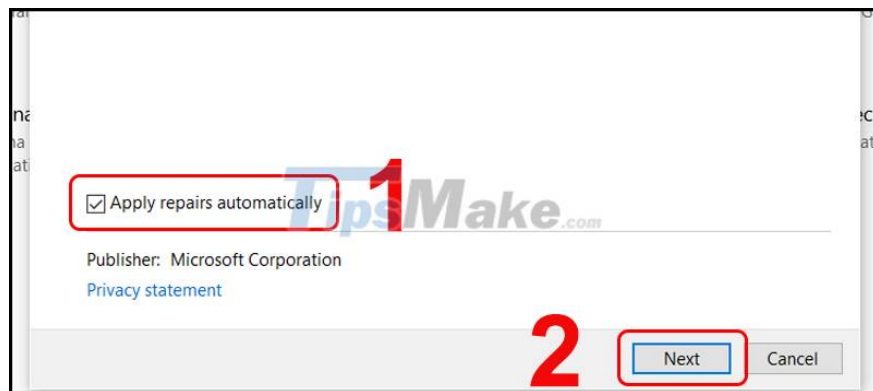 Apply repairs automatically
1
TipsMake.com
Publisher: Microsoft Corporation
Privacy statement
2
Next
Cancel